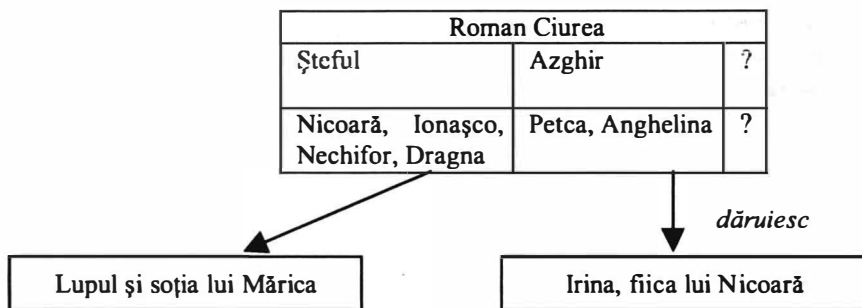 Roman Ciurea
Șteful Azghir ?
Nicoară, Ionașco, Petca, Anghelina ?
Nechifor, Dragna
dăruiesc
Lupul și soția lui Mărica Irina, fiica lui Nicoară